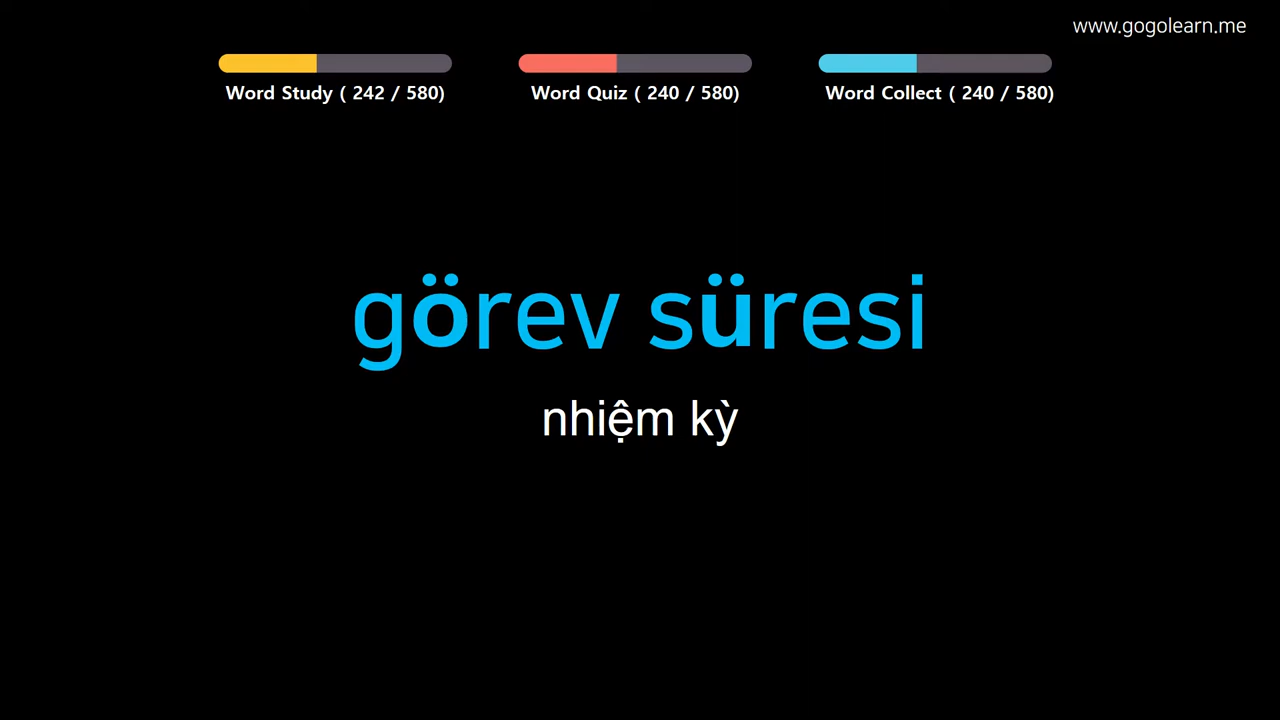 www.gogolearn.me
Word Study ( 242 / 580)
Word Quiz ( 240 / 580)
Word Collect ( 240 / 580)
görev süresi
nhiệm kỳ